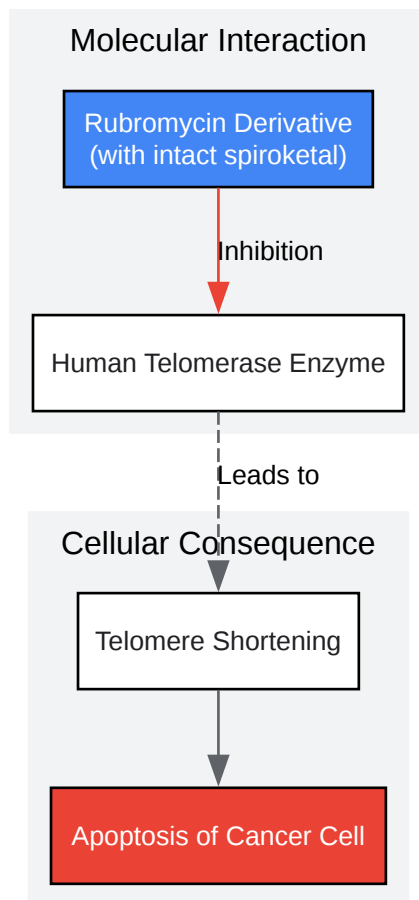 Molecular Interaction
Rubromycin Derivative
(with intact spiroketal)
Inhibition
Human Telomerase Enzyme
Leads to
Cellular Consequence
Telomere Shortening
Apoptosis of Cancer Cell